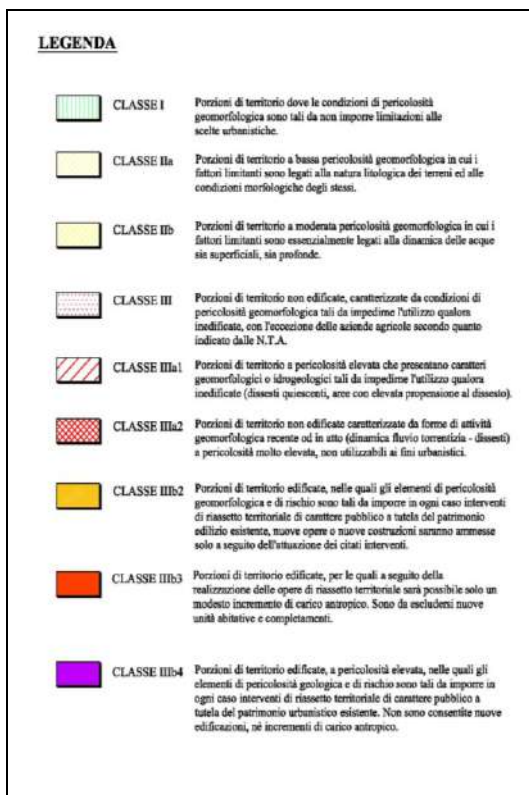 LEGENDA
CLASSE I
Porzioni di territorio dove le condizioni di pericolosità
geomorfologica sono tali da non imporre limitazioni alle
scelte urbanistiche.
CLASSE IIa
Porzioni di territorio a bassa pericolosità geomorfologica in cui i
fattori limitanti sono legati alla natura litologica dei terreni ed alle
condizioni morfologiche degli stessi.
CLASSE IIb
Porzioni di territorio a moderata pericolosità geomorfologica in cui i
fattori limitanti sono essenzialmente legati alla dinamica delle acque
sia superficiali, sia profonde.
CLASSE III
Porzioni di territorio non edificate, caratterizzate da condizioni di
pericolosità geomorfologica tali da impedirne l'utilizzo qualora
inedificate, con l'eccezione delle aziende agricole secondo quanto
indicato dalle N.T.A.
CLASSE IIIa1
Porzioni di territorio a pericolosità elevata che presentano caratteri
geomorfologici o idrogeologici tali da impedirne l'utilizzo qualora
inedificate (dissesti quiescenti, aree con elevata propensione al dissesto).
CLASSE IIIa2
Porzioni di territorio non edificate caratterizzate da forme di attività
geomorfologica recente od in atto (dinamica fluvio torrentizia - dissesti)
a pericolosità molto elevata, non utilizzabili ai fini urbanistici.
CLASSE IIIb2
Porzioni di territorio edificate, nelle quali gli elementi di pericolosità
geomorfologica e di rischio sono tali da imporre in ogni caso interventi
di riassetto territoriale di carattere pubblico a tutela del patrimonio
edilizio esistente, nuove opere o nuove costruzioni saranno ammesse
solo a seguito dell'attuazione dei citati interventi.
CLASSE IIIb3
Porzioni di territorio edificate, per le quali a seguito della
realizzazione delle opere di riassetto territoriale sarà possibile solo un
modesto incremento di carico antropico. Sono da escludersi nuove
unità abitative e completamenti.
CLASSE IIIb4
Porzioni di territorio edificate, a pericolosità elevata, nelle quali gli
elementi di pericolosità geologica e di rischio sono tali da imporre in
ogni caso interventi di riassetto territoriale di carattere pubblico a
tutela del patrimonio urbanistico esistente. Non sono consentite nuove
edificazioni, nè incrementi di carico antropico.